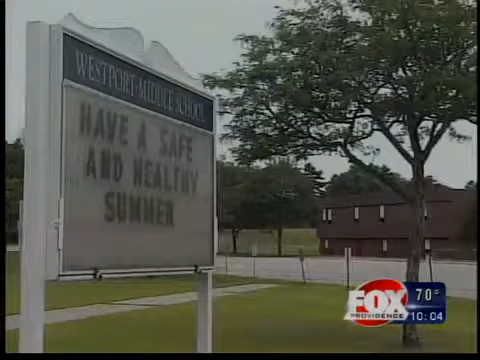 WESTPORT MIDDLE SCHOOL
HAVE A SAFE
AND HEALTHY
SUMMER
FOX
PROVIDENCE
70°
10:04